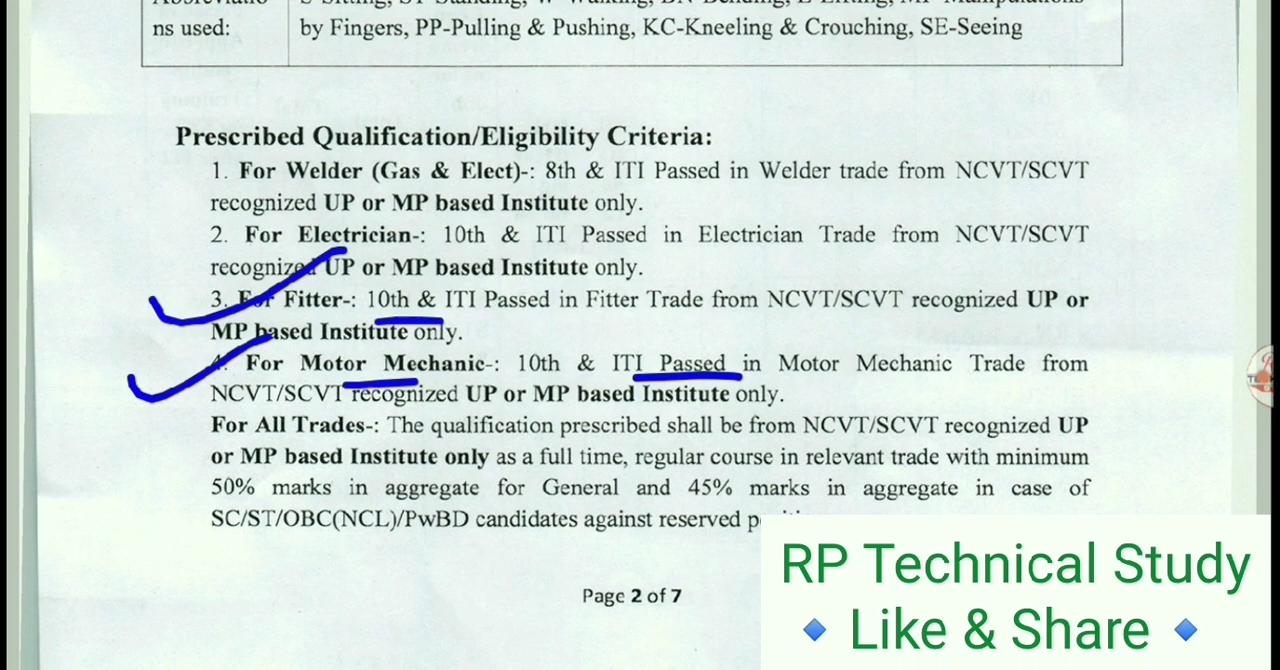 ns used:
by Fingers, PP-Pulling & Pushing, KC-Kneeling & Crouching, SE-Seeing
Prescribed Qualification/Eligibility Criteria:
1. For Welder (Gas & Elect)-: 8th & ITI Passed in Welder trade from NCVT/SCVT
recognized UP or MP based Institute only.
2. For Electrician-: 10th & ITI Passed in Electrician Trade from NCVT/SCVT
recognized UP or MP based Institute only.
3. For Fitter-: 10th & ITI Passed in Fitter Trade from NCVT/SCVT recognized UP or
MP based Institute only.
4. For Motor Mechanic-: 10th & ITI Passed in Motor Mechanic Trade from
NCVT/SCVT recognized UP or MP based Institute only.
For All Trades-: The qualification prescribed shall be from NCVT/SCVT recognized UP
or MP based Institute only as a full time, regular course in relevant trade with minimum
50% marks in aggregate for General and 45% marks in aggregate in case of
SC/ST/OBC(NCL)/PwBD candidates against reserved
Page 2 of 7
RP Technical Study
🔹 Like & Share 🔹